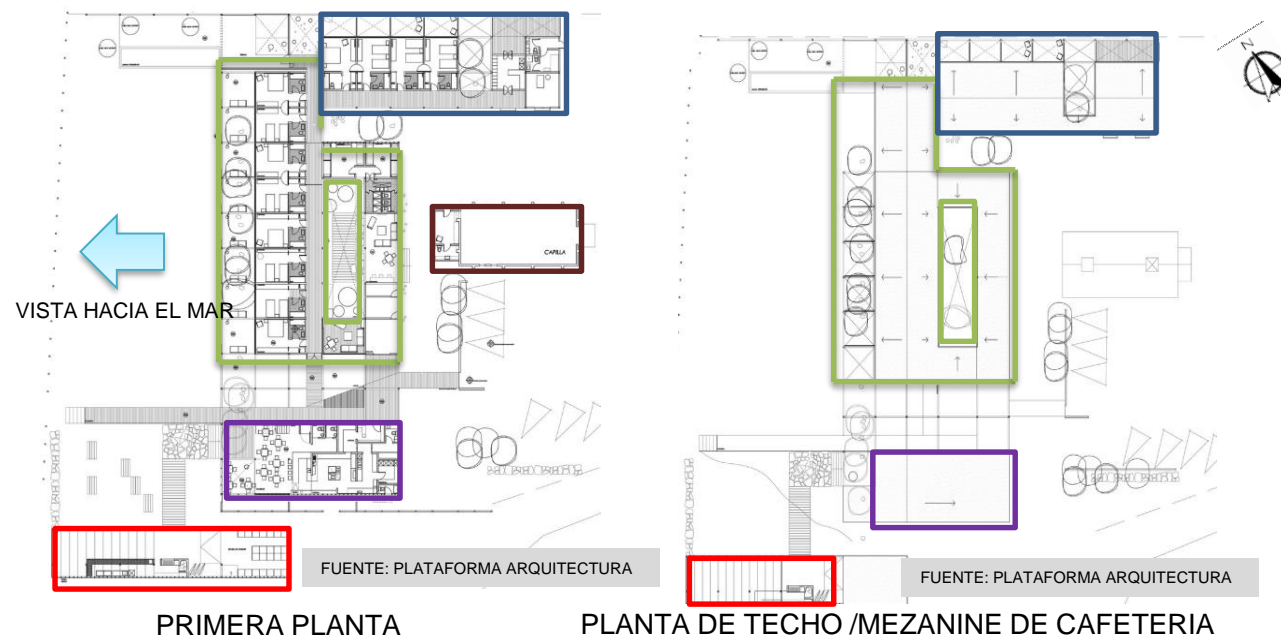 N
CAPILLA
VISTA HACIA EL MAR
FUENTE: PLATAFORMA ARQUITECTURA
FUENTE: PLATAFORMA ARQUITECTURA
PRIMERA PLANTA
PLANTA DE TECHO /MEZANINE DE CAFETERIA